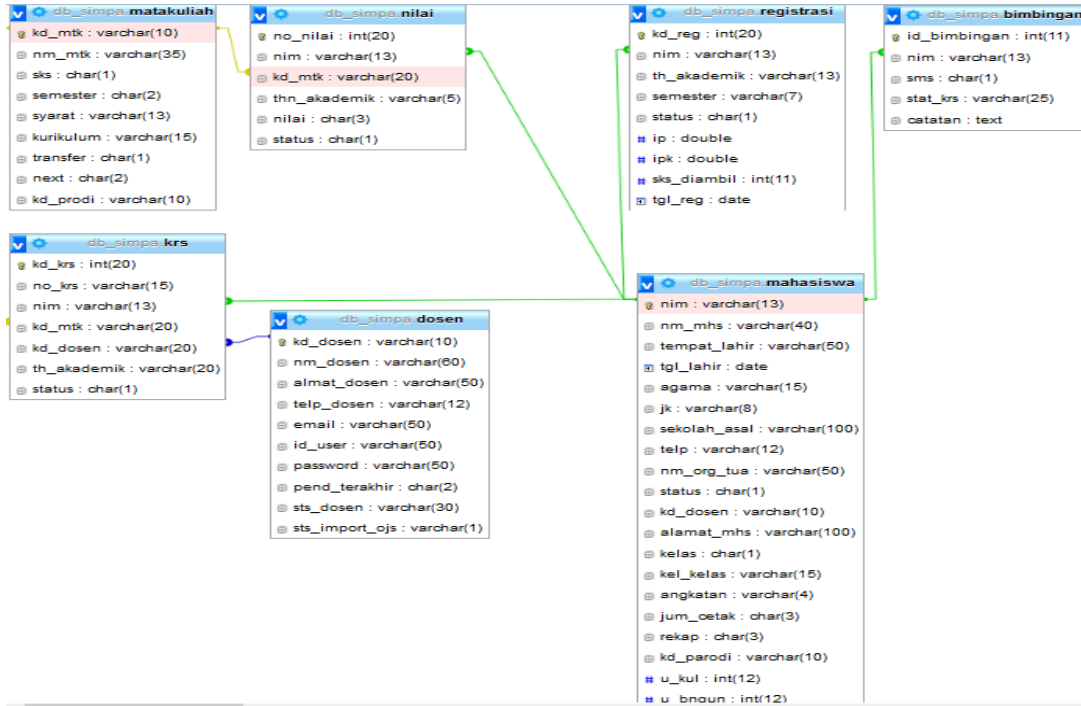 db_simpa.matakuliah
kd_mtk : varchar(10)
nm_mtk : varchar(35)
sks : char(1)
semester : char(2)
syarat : varchar(13)
kurikulum : varchar(15)
transfer : char(1)
next : char(2)
kd_prodi : varchar(10)
db_simpa.nilai
no_nilai : int(20)
nim : varchar(13)
kd_mtk : varchar(20)
thn_akademik : varchar(5)
nilai : char(3)
status : char(1)
db_simpa.registrasi
kd_reg : int(20)
nim : varchar(13)
th_akademik : varchar(13)
semester : varchar(7)
status : char(1)
ip : double
ipk : double
sks_diambil : int(11)
tgl_reg : date
db_simpa.bimbingan
id_bimbingan : int(11)
nim : varchar(13)
sms : char(1)
stat_krs : varchar(25)
catatan : text
db_simpa.krs
kd_krs : int(20)
no_krs : varchar(15)
nim : varchar(13)
kd_mtk : varchar(20)
kd_dosen : varchar(20)
th_akademik : varchar(20)
status : char(1)
db_simpa.dosen
kd_dosen : varchar(10)
nm_dosen : varchar(60)
almat_dosen : varchar(50)
telp_dosen : varchar(12)
email : varchar(50)
id_user : varchar(50)
password : varchar(50)
pend_terakhir : char(2)
sts_dosen : varchar(30)
sts_import_ojs : varchar(1)
db_simpa.mahasiswa
nim : varchar(13)
nm_mhs : varchar(40)
tempat_lahir : varchar(50)
tgl_lahir : date
agama : varchar(15)
jk : varchar(8)
sekolah_asal : varchar(100)
telp : varchar(12)
nm_org_tua : varchar(50)
status : char(1)
kd_dosen : varchar(10)
alamat_mhs : varchar(100)
kelas : char(1)
kel_kelas : varchar(15)
angkatan : varchar(4)
jum_cetak : char(3)
rekap : char(3)
kd_parodi : varchar(10)
u_kul : int(12)
u_bngun : int(12)